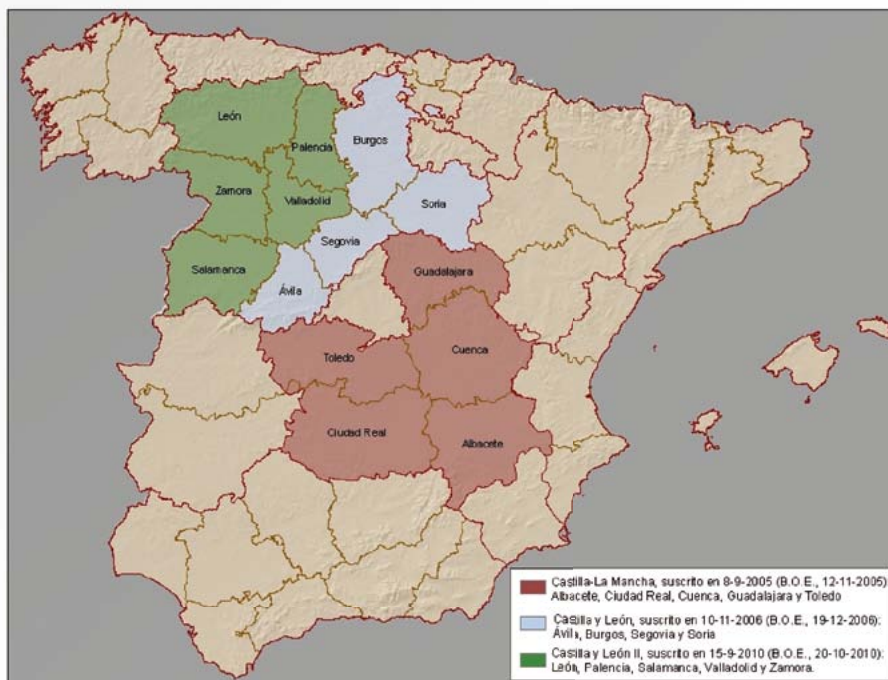 León
Palencia
Burgos
Zamora
Valladolid
Soria
Segovia
Salamanca
Ávila
Guadalajara
Toledo
Cuenca
Ciudad Real
Albacete
Castilla-La Mancha, suscrito en 8-9-2005 (B.O.E., 12-11-2005):
Albacete, Ciudad Real, Cuenca, Guadalajara y Toledo
Castilla y León, suscrito en 10-11-2006 (B.O.E., 19-12-2006):
Ávila, Burgos, Segovia y Soria
Castilla y León II, suscrito en 15-9-2010 (B.O.E., 20-10-2010):
León, Palencia, Salamanca, Valladolid y Zamora.